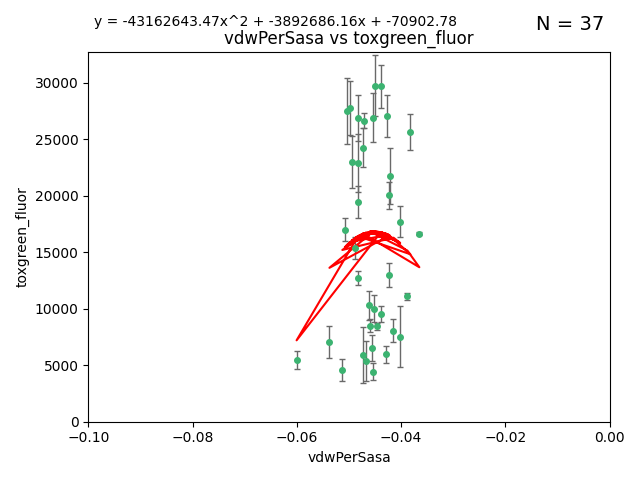 y = -43162643.47x^2 + -3892686.16x + -70902.78
N = 37
vdwPerSasa vs toxgreen_fluor
30000
25000
20000
15000
10000
5000
0
toxgreen_fluor
−0.10
−0.08
−0.06
−0.04
−0.02
0.00
vdwPerSasa